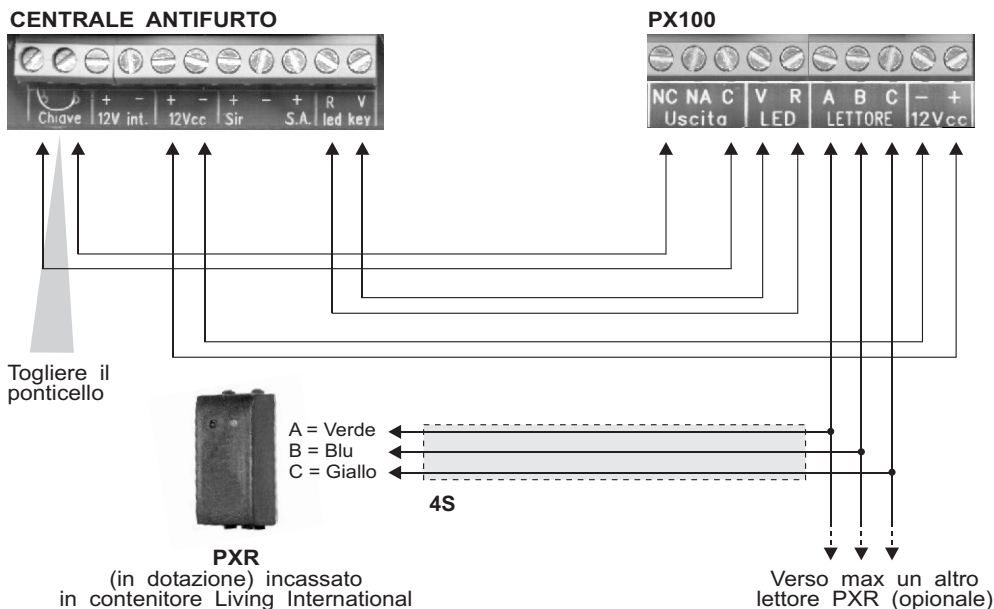 CENTRALE ANTIFURTO
PX100
+ - + - + - + R V
Chiave 12V int. 12Vcc Sir S.A. led key
NC NA C V R A B C - +
Uscita LED LETTORE 12Vcc
Togliere il
ponticello
A = Verde
B = Blu
C = Giallo
4S
PXR
(in dotazione) incassato
in contenitore Living International
Verso max un altro
lettore PXR (opionale)